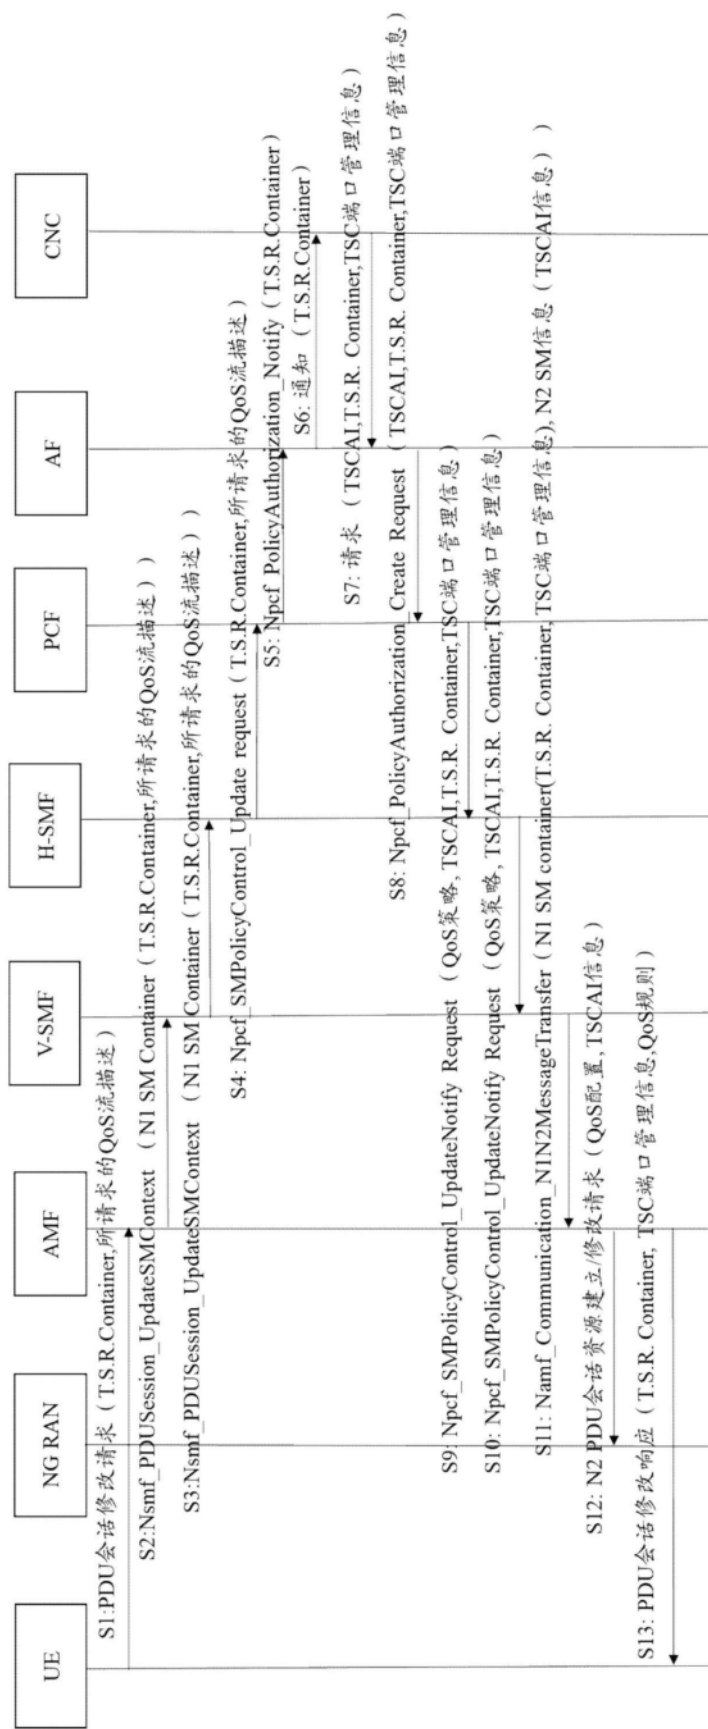 UE
NG RAN
AMF
V-SMF
H-SMF
PCF
AF
CNC
S1:PDU会话修改请求（T.S.R.Container,所请求的QoS流描述）
S2:Nsmf_PDUSession_UpdateSMContext （N1 SM Container（T.S.R.Container,所请求的QoS流描述））
S3:Nsmf_PDUSession_UpdateSMContext （N1 SM Container（T.S.R.Container,所请求的QoS流描述））
S4: Npcf_SMPolicyControl_Update request（T.S.R.Container,所请求的QoS流描述）
S5: Npcf_PolicyAuthorization_Notify（T.S.R.Container）
S6: 通知（T.S.R.Container）
S7: 请求（TSCAI,T.S.R. Container,TSC端口管理信息）
S8: Npcf_PolicyAuthorization_Create Request （TSCAI,T.S.R. Container,TSC端口管理信息）
S9: Npcf_SMPolicyControl_UpdateNotify Request（QoS策略, TSCAI,T.S.R. Container,TSC端口管理信息）
S10: Npcf_SMPolicyControl_UpdateNotify Request（QoS策略, TSCAI,T.S.R. Container,TSC端口管理信息）
S11: Namf_Communication_N1N2MessageTransfer（N1 SM container(T.S.R. Container, TSC端口管理信息), N2 SM信息（TSCAI信息））
S12: N2 PDU会话资源建立/修改请求（QoS配置, TSCAI信息）
S13: PDU会话修改响应（T.S.R. Container, TSC端口管理信息,QoS规则）